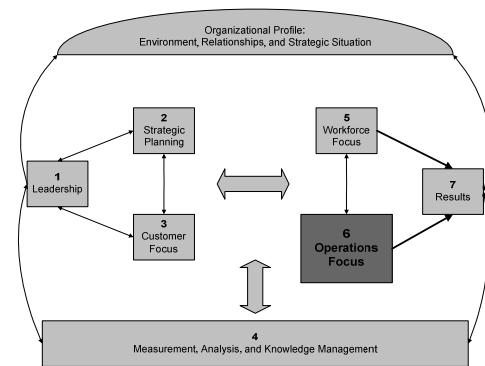 Organizational Profile:
Environment, Relationships, and Strategic Situation
2
Strategic
Planning
5
Workforce
Focus
1
Leadership
7
Results
3
Customer
Focus
6
Operations
Focus
4
Measurement, Analysis, and Knowledge Management